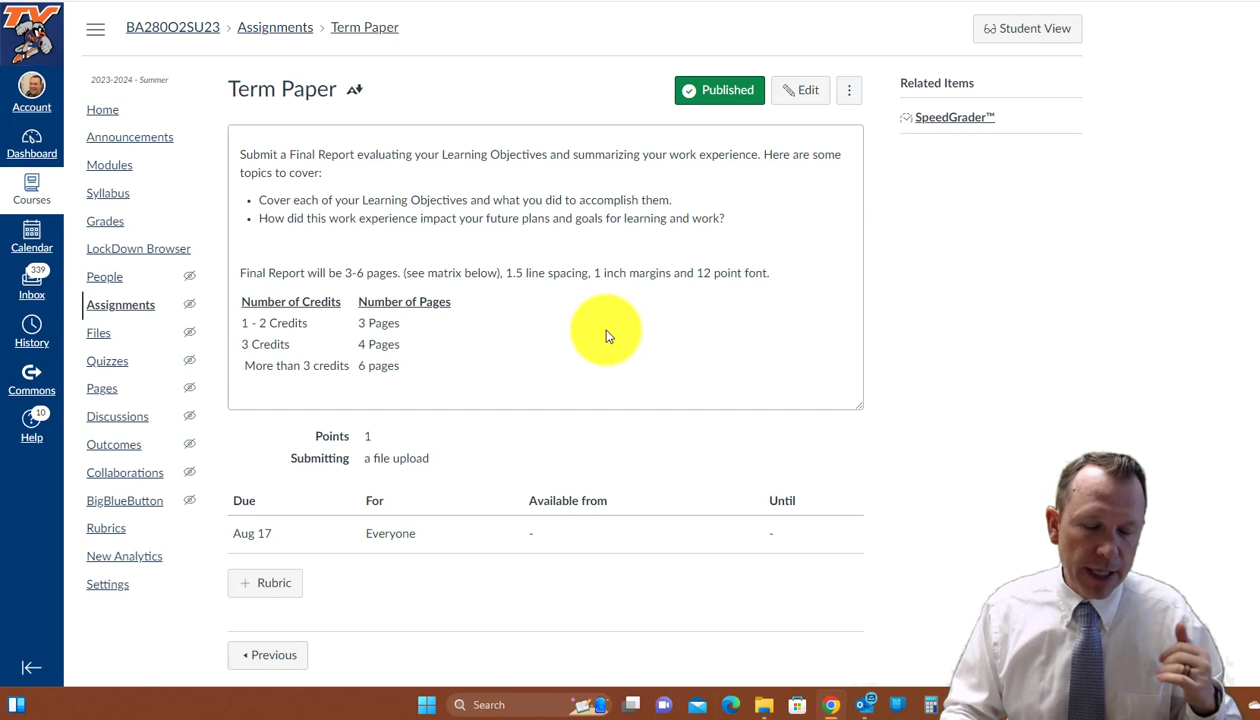 TV
BA280O2SU23 > Assignments > Term Paper
Student View
2023-2024 - Summer
Account
Dashboard
Courses
Calendar
339
Inbox
History
Commons
10
Help
Home
Announcements
Modules
Syllabus
Grades
LockDown Browser
People
Assignments
Files
Quizzes
Pages
Discussions
Outcomes
Collaborations
BigBlueButton
Rubrics
New Analytics
Settings
Term Paper
Published
Edit
Related Items
SpeedGrader™
Submit a Final Report evaluating your Learning Objectives and summarizing your work experience. Here are some
topics to cover:
• Cover each of your Learning Objectives and what you did to accomplish them.
• How did this work experience impact your future plans and goals for learning and work?
Final Report will be 3-6 pages. (see matrix below), 1.5 line spacing, 1 inch margins and 12 point font.
Number of Credits Number of Pages
1 - 2 Credits 3 Pages
3 Credits 4 Pages
More than 3 credits 6 pages
Points 1
Submitting a file upload
Due For Available from Until
Aug 17 Everyone - -
+ Rubric
Previous
Search